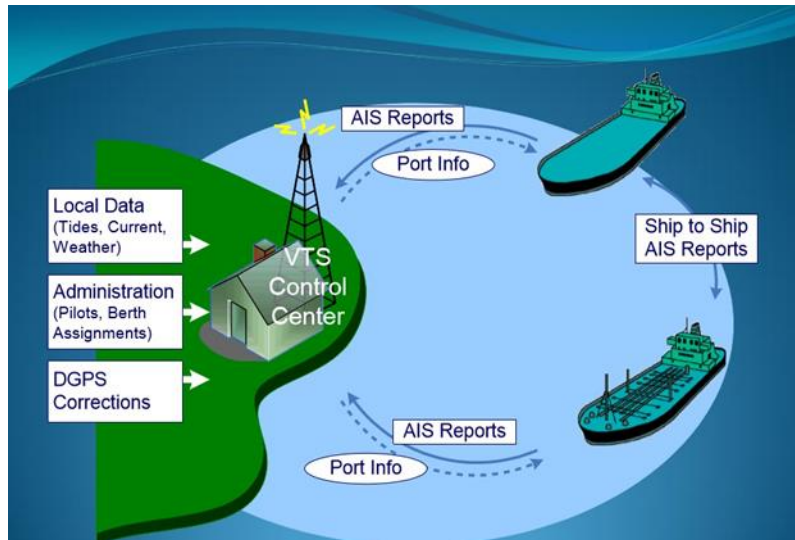 AIS Reports
Port Info
Local Data
(Tides, Current,
Weather)
VTS
Control
Center
Ship to Ship
AIS Reports
Administration
(Pilots, Berth
Assignments)
DGPS
Corrections
AIS Reports
Port Info